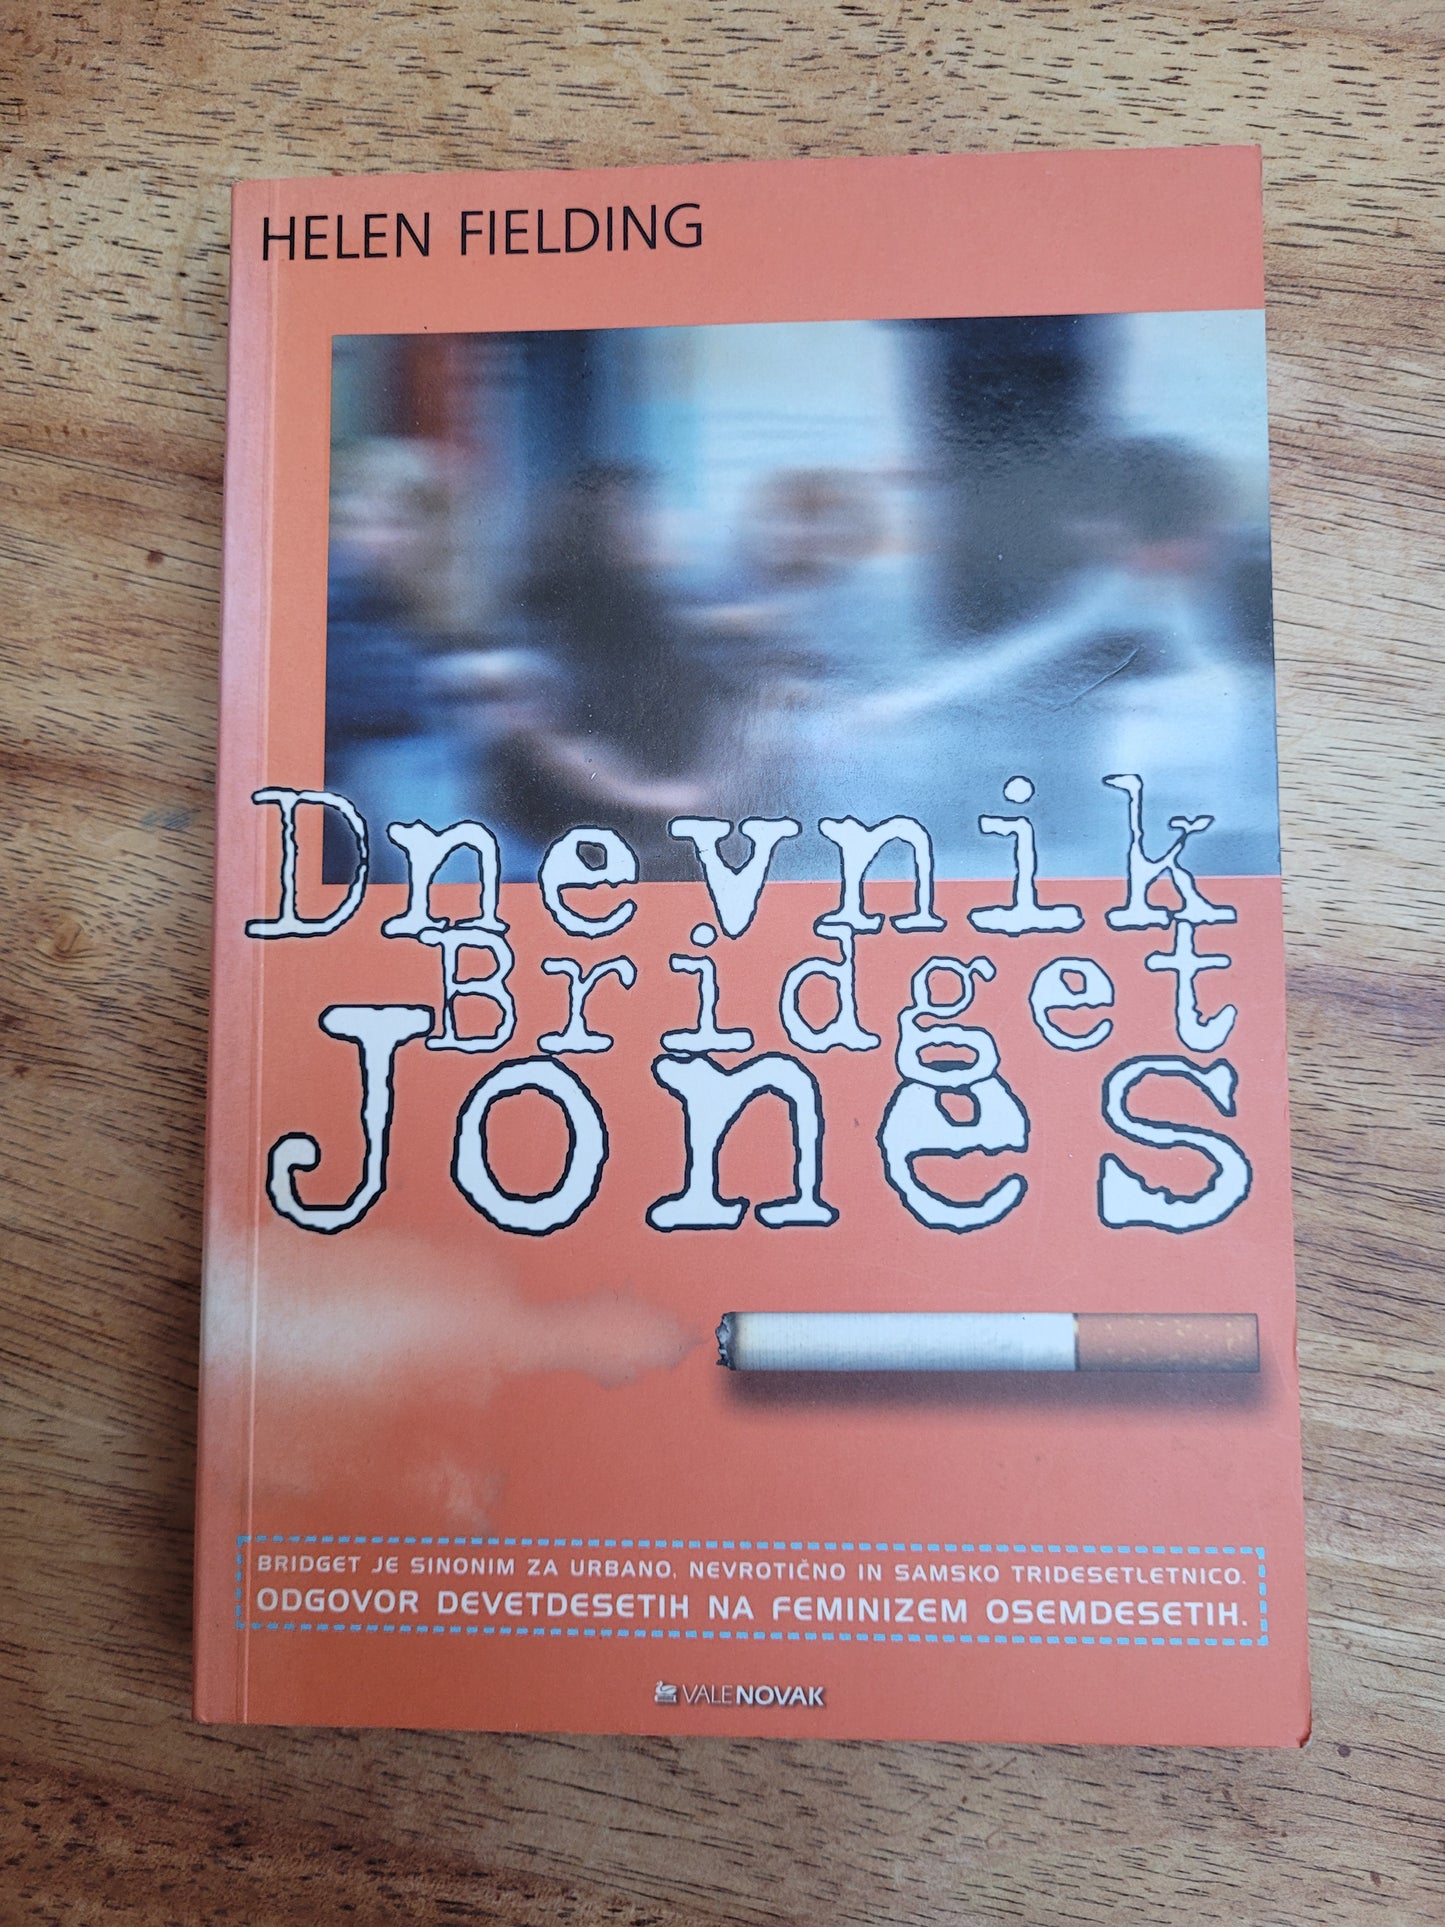 HELEN FIELDING
Dnevnik
Bridget
Jones
BRIDGET JE SINONIM ZA URBANO, NEVROTIČNO IN SAMSKO TRIDESETLETNICO.
ODGOVOR DEVETDESETIH NA FEMINIZEM OSEMDESETIH.
VALENOVAK